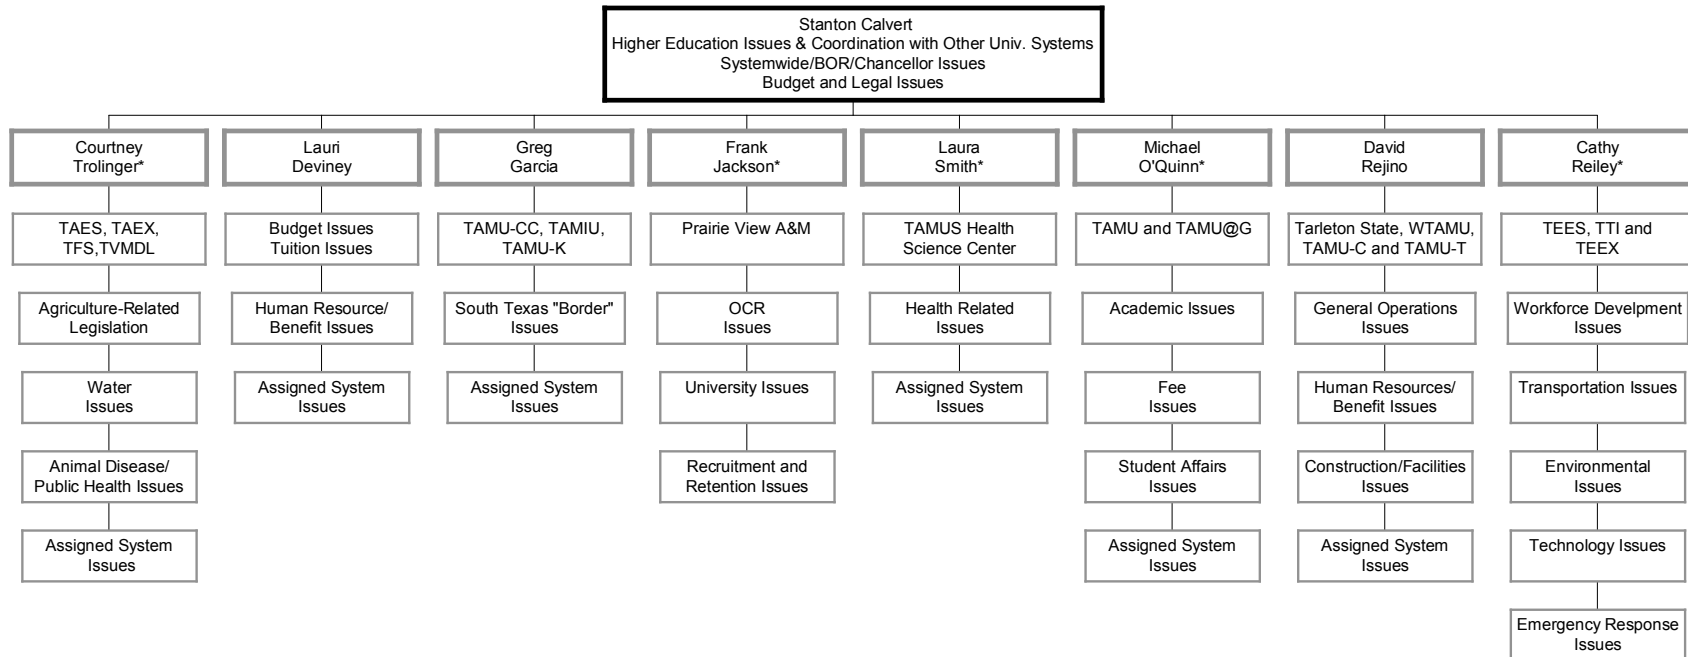 Stanton Calvert
Higher Education Issues & Coordination with Other Univ. Systems
Systemwide/BOR/Chancellor Issues
Budget and Legal Issues
Courtney
Trolinger*
TAES, TAEX,
TFS,TVMDL
Agriculture-Related
Legislation
Water
Issues
Animal Disease/
Public Health Issues
Assigned System
Issues
Lauri
Deviney
Budget Issues
Tuition Issues
Human Resource/
Benefit Issues
Assigned System
Issues
Greg
Garcia
TAMU-CC, TAMIU,
TAMU-K
South Texas "Border"
Issues
Assigned System
Issues
Frank
Jackson*
Prairie View A&M
OCR
Issues
University Issues
Recruitment and
Retention Issues
Laura
Smith*
TAMUS Health
Science Center
Health Related
Issues
Assigned System
Issues
Michael
O'Quinn*
TAMU and TAMU@G
Academic Issues
Fee
Issues
Student Affairs
Issues
Assigned System
Issues
David
Rejino
Tarleton State, WTAMU,
TAMU-C and TAMU-T
General Operations
Issues
Human Resources/
Benefit Issues
Construction/Facilities
Issues
Assigned System
Issues
Cathy
Reiley*
TEES, TTI and
TEEX
Workforce Develpment
Issues
Transportation Issues
Environmental
Issues
Technology Issues
Emergency Response
Issues